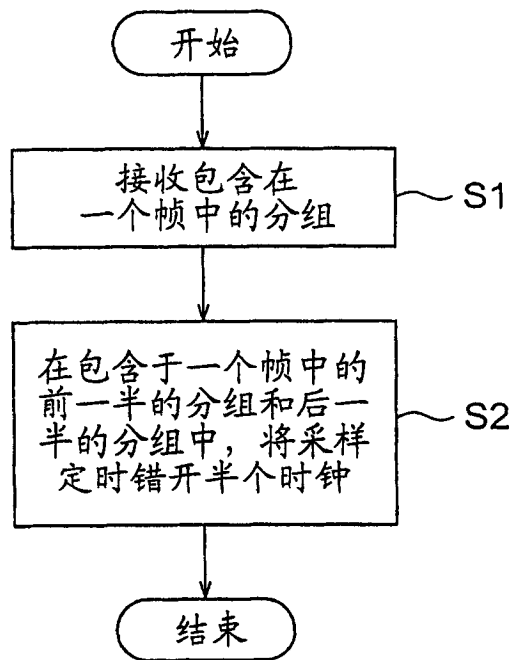 开始
接收包含在
一个帧中的分组
S1
在包含于一个帧中的
前一半的分组和后一
半的分组中，将采样
定时错开半个时钟
S2
结束